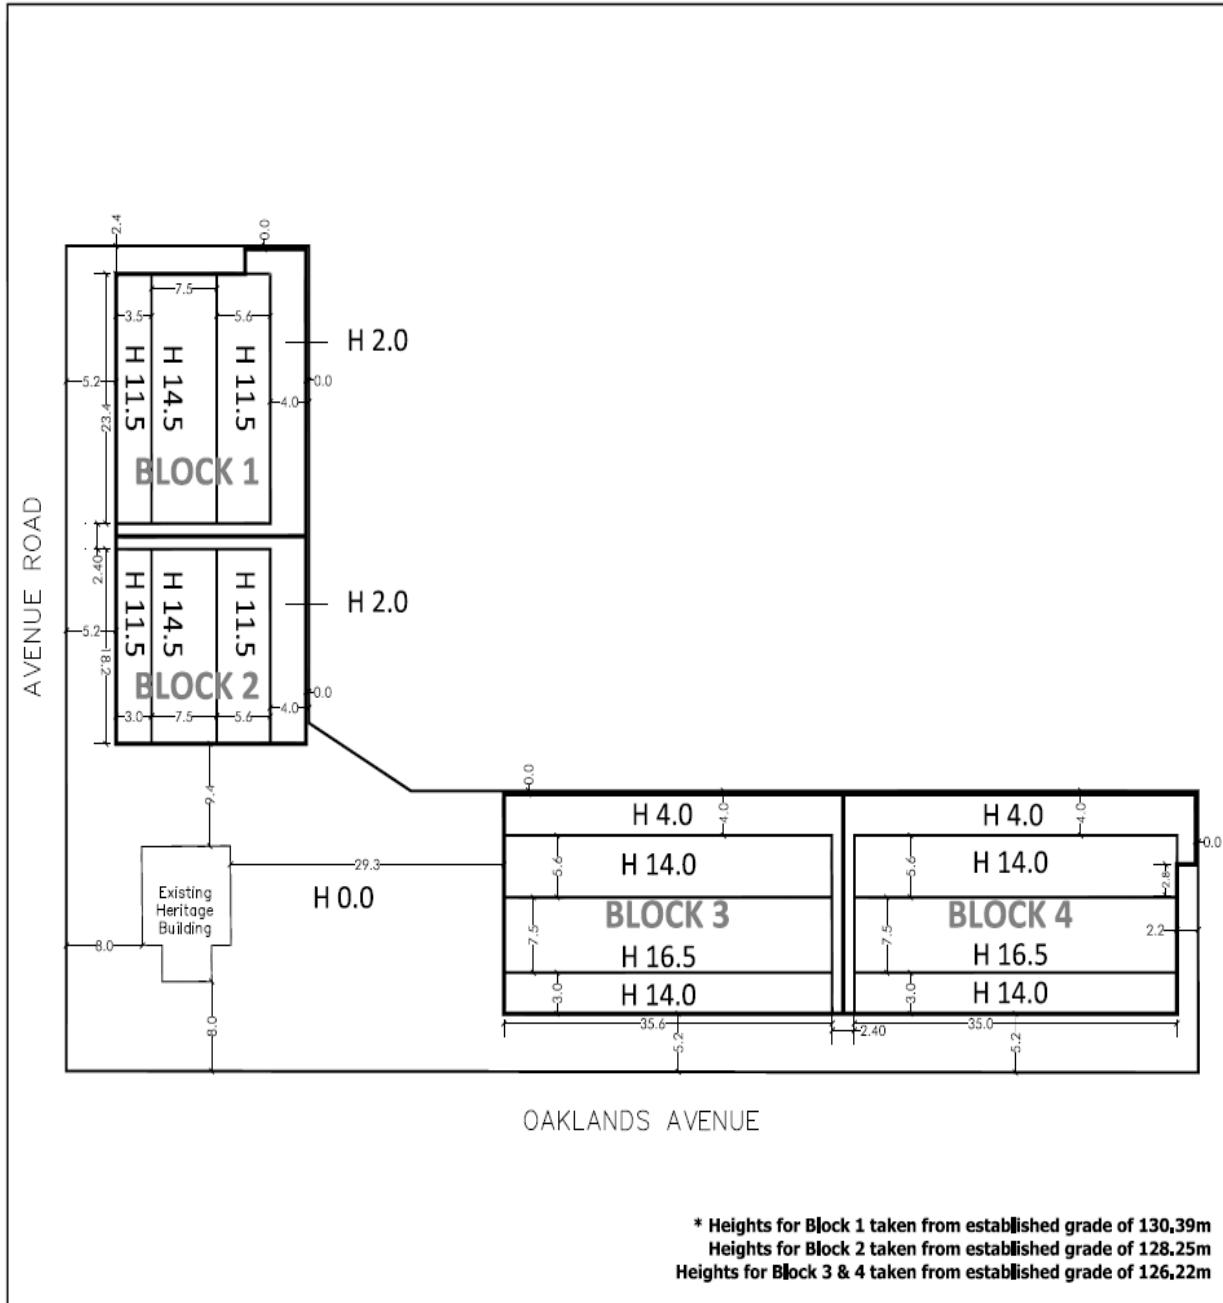 2.4
0.0
7.5
3.5
5.6
H 2.0
H 11.5
H 14.5
H 11.5
5.2
0.0
4.0
23.4
BLOCK 1
AVENUE ROAD
2.40
H 11.5
H 14.5
H 11.5
H 2.0
5.2
18.2
BLOCK 2
0.0
4.0
3.0
7.5
5.6
9.4
0.0
H 4.0
4.0
H 4.0
4.0
0.0
29.3
5.6
H 14.0
5.6
H 14.0
2.8
Existing
Heritage
Building
H 0.0
BLOCK 3
BLOCK 4
7.5
7.5
2.2
8.0
H 16.5
H 16.5
3.0
H 14.0
3.0
H 14.0
8.0
35.6
2.40
35.0
5.2
5.2
OAKLANDS AVENUE
* Heights for Block 1 taken from established grade of 130.39m
Heights for Block 2 taken from established grade of 128.25m
Heights for Block 3 & 4 taken from established grade of 126.22m